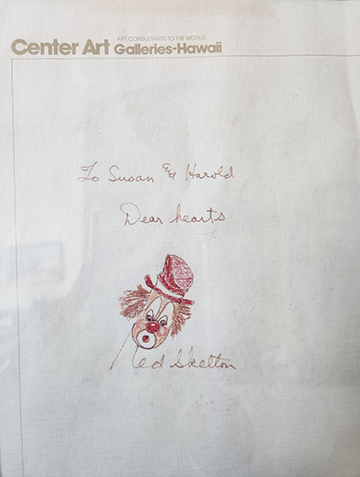 ART CONSULTANTS TO THE WORLD
Center Art Galleries-Hawaii
To Susan & Harold
Dear hearts
Red Skelton